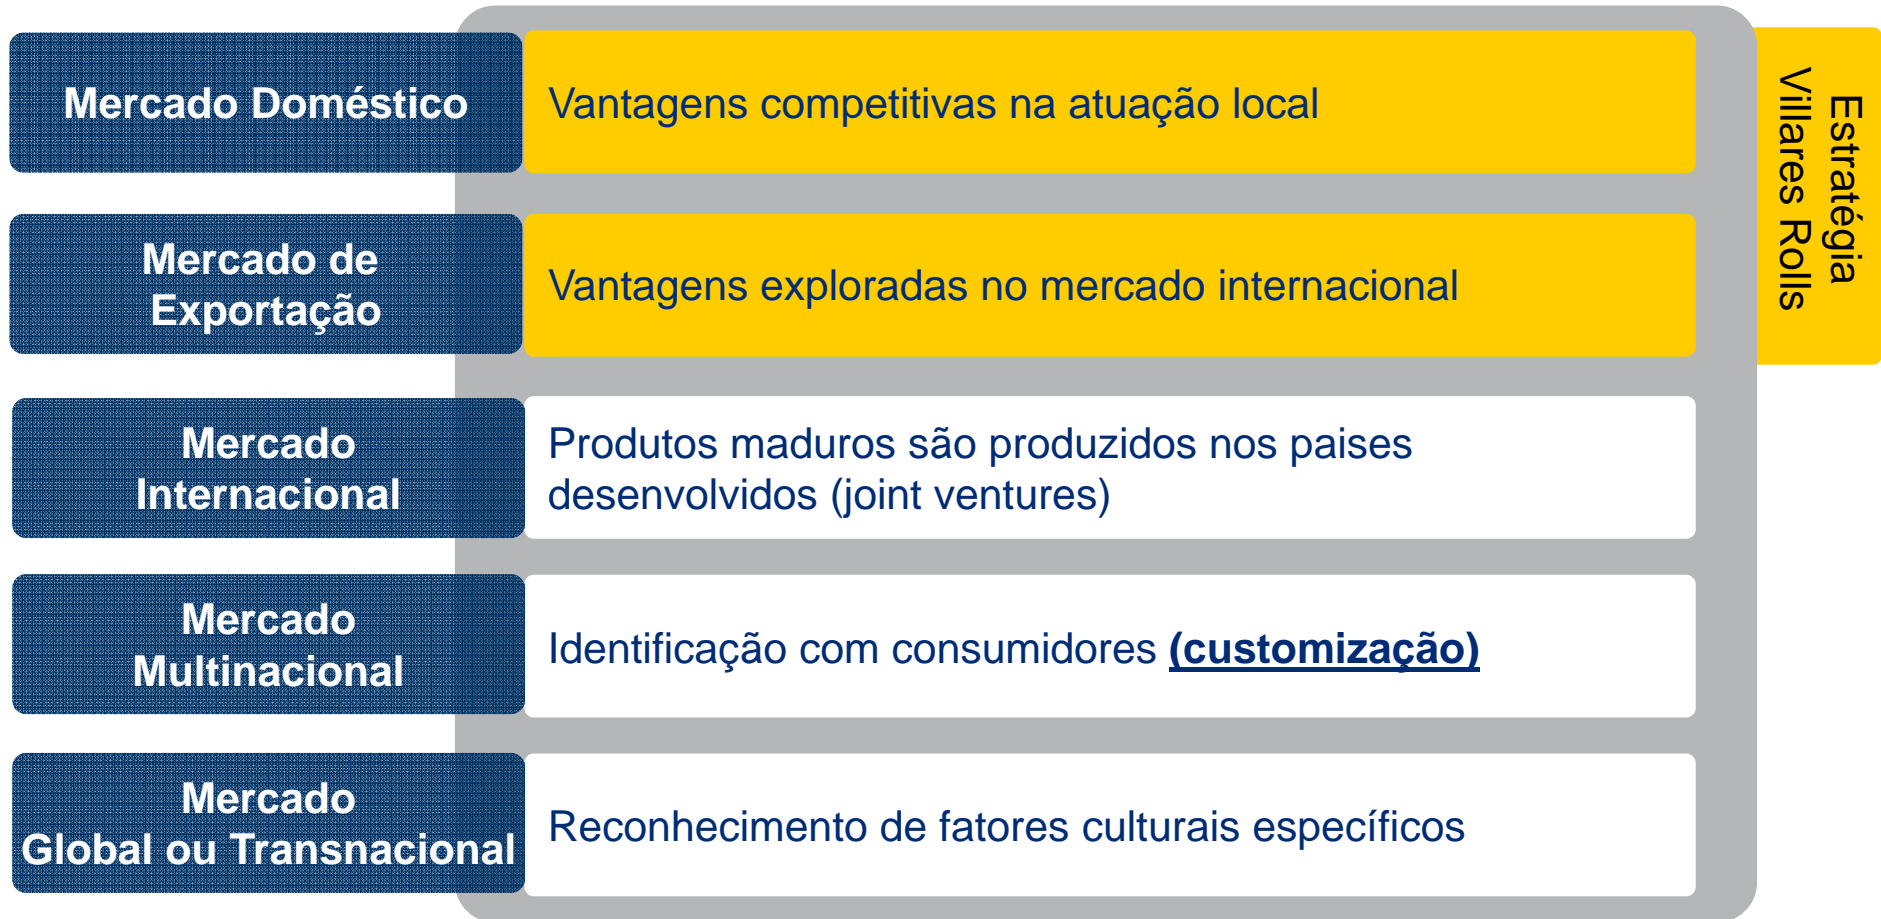 Mercado Doméstico
Vantagens competitivas na atuação local
Mercado de
Exportação
Vantagens exploradas no mercado internacional
Mercado
Internacional
Produtos maduros são produzidos nos paises
desenvolvidos (joint ventures)
Mercado
Multinacional
Identificação com consumidores (customização)
Mercado
Global ou Transnacional
Reconhecimento de fatores culturais específicos
Estratégia
Villares Rolls